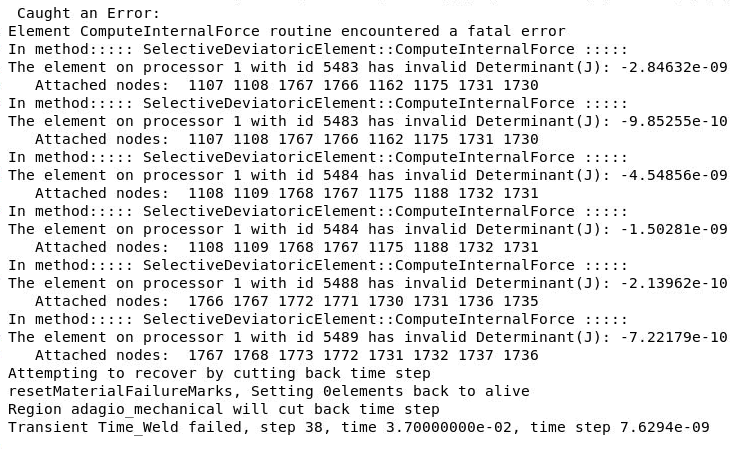 Caught an Error:
Element ComputeInternalForce routine encountered a fatal error
In method::::: SelectiveDeviatoricElement::ComputeInternalForce :::::
The element on processor 1 with id 5483 has invalid Determinant(J): -2.84632e-09
Attached nodes:  1107 1108 1767 1766 1162 1175 1731 1730
In method::::: SelectiveDeviatoricElement::ComputeInternalForce :::::
The element on processor 1 with id 5483 has invalid Determinant(J): -9.85255e-10
Attached nodes:  1107 1108 1767 1766 1162 1175 1731 1730
In method::::: SelectiveDeviatoricElement::ComputeInternalForce :::::
The element on processor 1 with id 5484 has invalid Determinant(J): -4.54856e-09
Attached nodes:  1108 1109 1768 1767 1175 1188 1732 1731
In method::::: SelectiveDeviatoricElement::ComputeInternalForce :::::
The element on processor 1 with id 5484 has invalid Determinant(J): -1.50281e-09
Attached nodes:  1108 1109 1768 1767 1175 1188 1732 1731
In method::::: SelectiveDeviatoricElement::ComputeInternalForce :::::
The element on processor 1 with id 5488 has invalid Determinant(J): -2.13962e-10
Attached nodes:  1766 1767 1772 1771 1730 1731 1736 1735
In method::::: SelectiveDeviatoricElement::ComputeInternalForce :::::
The element on processor 1 with id 5489 has invalid Determinant(J): -7.22179e-10
Attached nodes:  1767 1768 1773 1772 1731 1732 1737 1736
Attempting to recover by cutting back time step
resetMaterialFailureMarks, Setting 0elements back to alive
Region adagio_mechanical will cut back time step
Transient Time_Weld failed, step 38, time 3.70000000e-02, time step 7.6294e-09